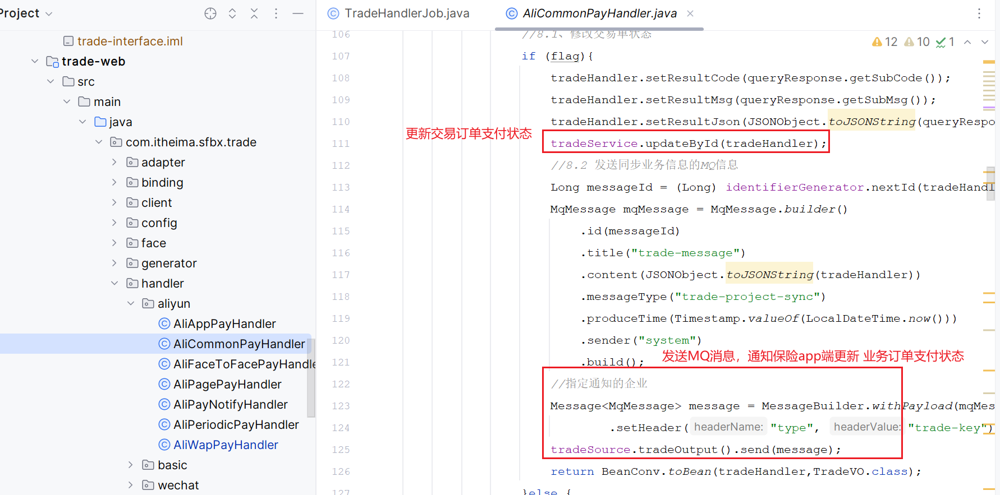 Project
trade-interface.iml
trade-web
src
main
java
com.itheima.sfbx.trade
adapter
binding
client
config
face
generator
handler
aliyun
AliAppPayHandler
AliCommonPayHandler
AliFaceToFacePayHandle
AliPagePayHandler
AliPayNotifyHandler
AliPeriodicPayHandler
AliWapPayHandler
basic
wechat
TradeHandlerJob.java
AliCommonPayHandler.java
12 10 1
106 //8.1、修改交易单状态
107 if (flag){
108 tradeHandler.setResultCode(queryResponse.getSubCode());
109 tradeHandler.setResultMsg(queryResponse.getSubMsg());
110 tradeHandler.setResultJson(JSONObject.toJSONString(queryRespo
更新交易订单支付状态
111 tradeService.updateById(tradeHandler);
112 //8.2 发送同步业务信息的MQ信息
113 Long messageId = (Long) identifierGenerator.nextId(tradeHandl
114 MqMessage mqMessage = MqMessage.builder()
115 .id(messageId)
116 .title("trade-message")
117 .content(JSONObject.toJSONString(tradeHandler))
118 .messageType("trade-project-sync")
119 .produceTime(Timestamp.valueOf(LocalDateTime.now()))
120 .sender("system")
发送MQ消息，通知保险app端更新 业务订单支付状态
121 .build();
122 //指定通知的企业
123 Message<MqMessage> message = MessageBuilder.withPayload(mqMes
124 .setHeader( headerName: "type", headerValue: "trade-key")
125 tradeSource.tradeOutput().send(message);
126 return BeanConv.toBean(tradeHandler,TradeVO.class);
127 }else {